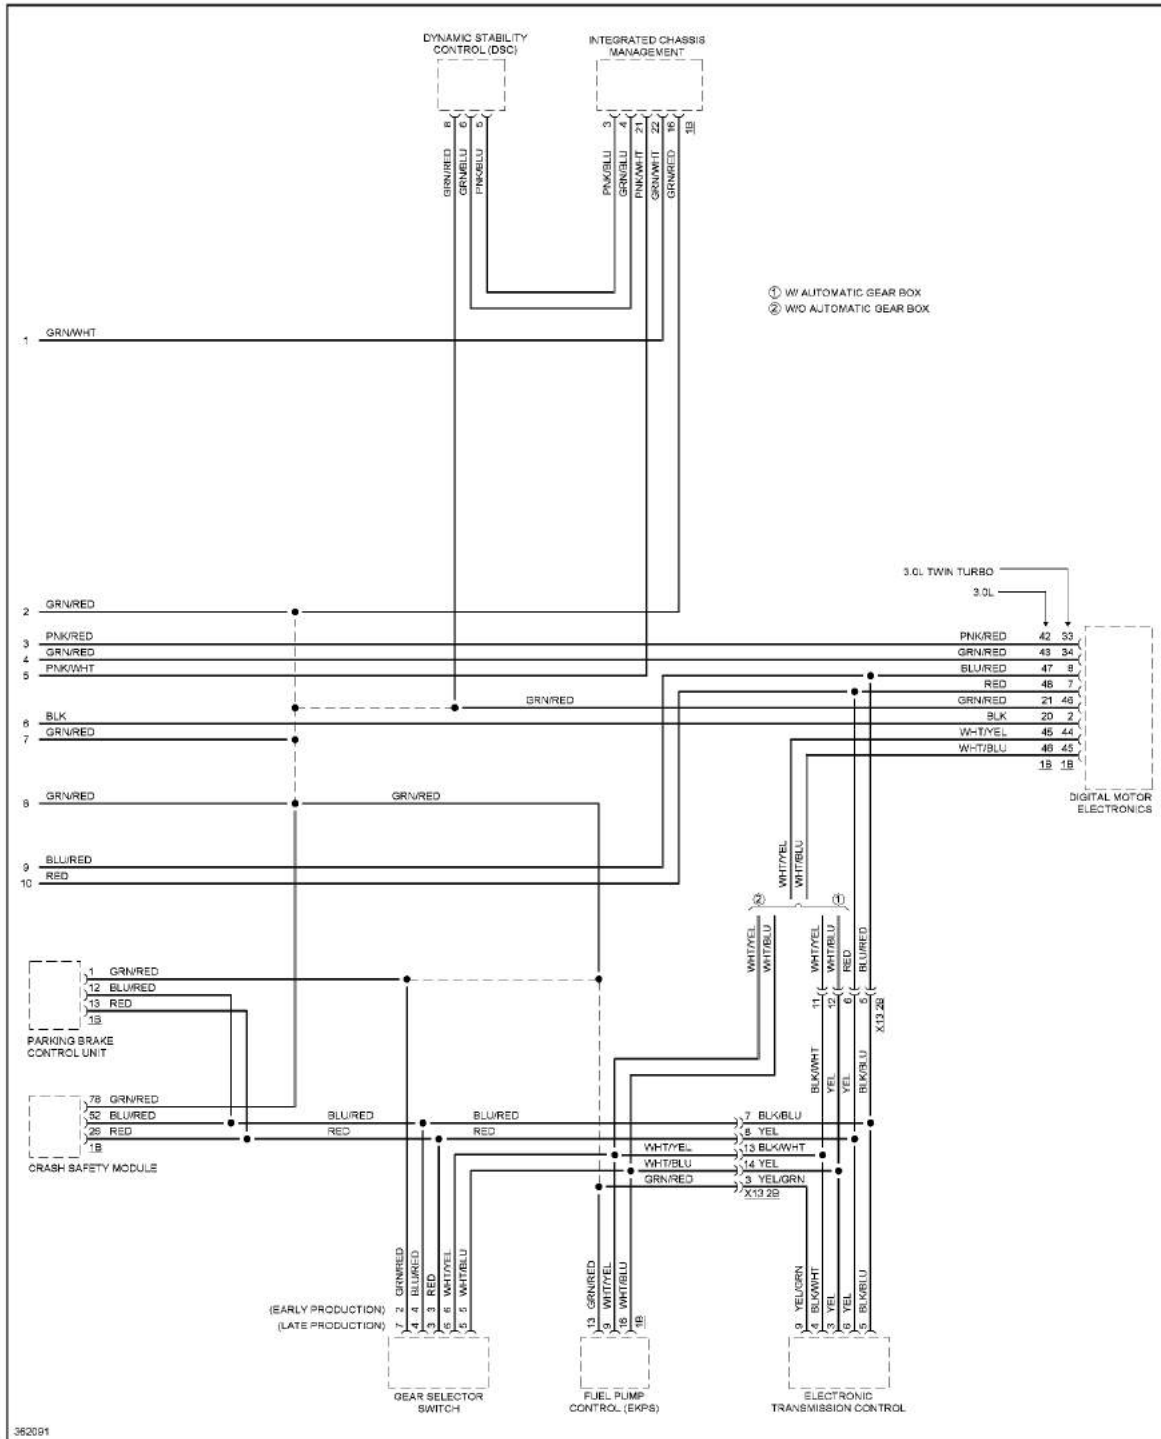 DYNAMIC STABILITY
CONTROL (DSC)
INTEGRATED CHASSIS
MANAGEMENT
8 6 5
3 4 21 22 16 1B
GRN/RED GRN/BLU PNK/BLU
PNK/BLU GRN/BLU PNK/WHT GRN/WHT GRN/RED
① W/ AUTOMATIC GEAR BOX
② W/O AUTOMATIC GEAR BOX
1 GRN/WHT
3.0L TWIN TURBO
3.0L
2 GRN/RED
3 PNK/RED
PNK/RED 42 33
4 GRN/RED
GRN/RED 43 34
5 PNK/WHT
BLU/RED 47 8
RED 48 7
GRN/RED
GRN/RED 21 46
6 BLK
BLK 20 2
7 GRN/RED
WHT/YEL 45 44
WHT/BLU 46 45
1B 1B
DIGITAL MOTOR
ELECTRONICS
8 GRN/RED
GRN/RED
WHT/YEL WHT/BLU
9 BLU/RED
10 RED
② ①
WHT/YEL WHT/BLU
WHT/YEL WHT/BLU RED BLU/RED
1 GRN/RED
12 BLU/RED
13 RED
1B
PARKING BRAKE
CONTROL UNIT
11 12 6 5 X13 2B
BLK/WHT YEL YEL BLK/BLU
78 GRN/RED
52 BLU/RED
26 RED
1B
CRASH SAFETY MODULE
BLU/RED BLU/RED 7 BLK/BLU
RED RED 8 YEL
WHT/YEL 13 BLK/WHT
WHT/BLU 14 YEL
GRN/RED 3 YEL/GRN
X13 2B
GRN/RED BLU/RED RED WHT/YEL WHT/BLU
GRN/RED WHT/YEL WHT/BLU
YEL/GRN BLK/WHT YEL YEL BLK/BLU
(EARLY PRODUCTION) 2 4 3 6 5
(LATE PRODUCTION) 7 4 3 6 5
13 9 16 1B
9 4 3 6 5
GEAR SELECTOR
SWITCH
FUEL PUMP
CONTROL (EKPS)
ELECTRONIC
TRANSMISSION CONTROL
362091